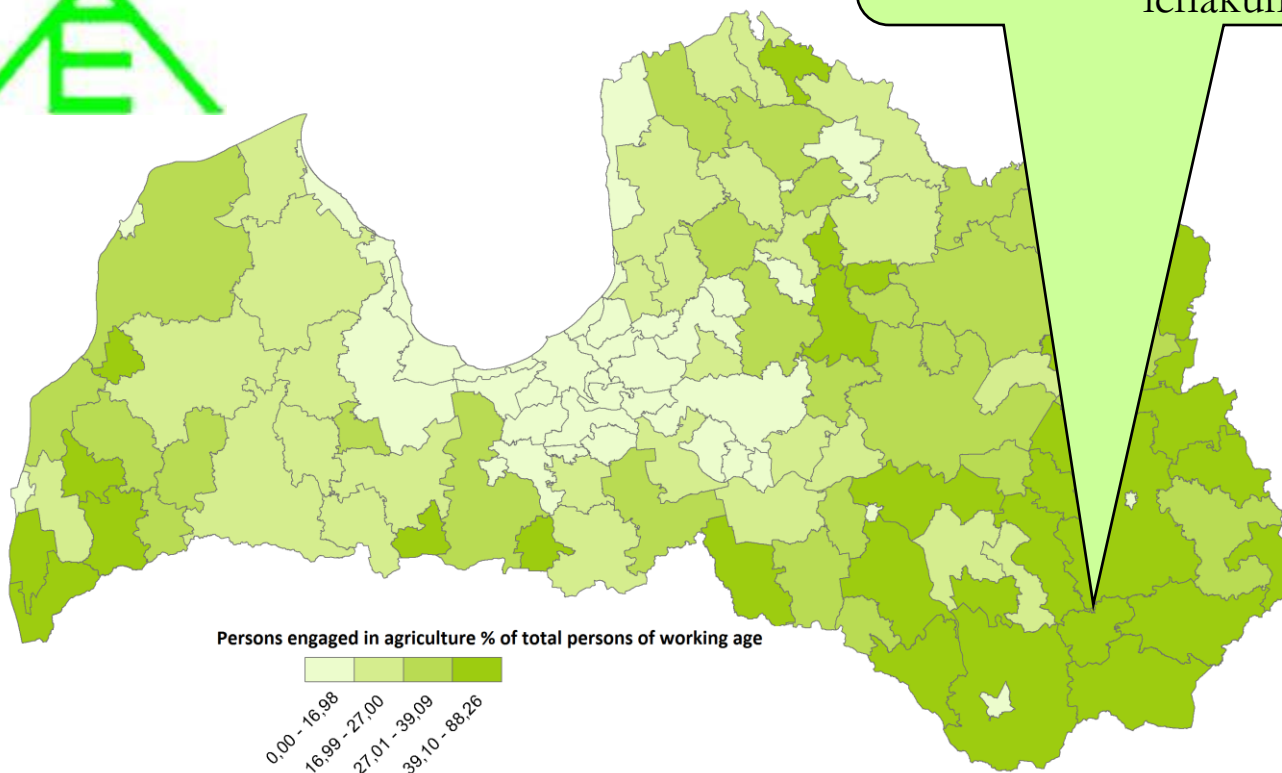 Persons engaged in agriculture % of total persons of working age
0,00 - 16,98
16,99 - 27,00
27,01 - 39,09
39,10 - 88,26